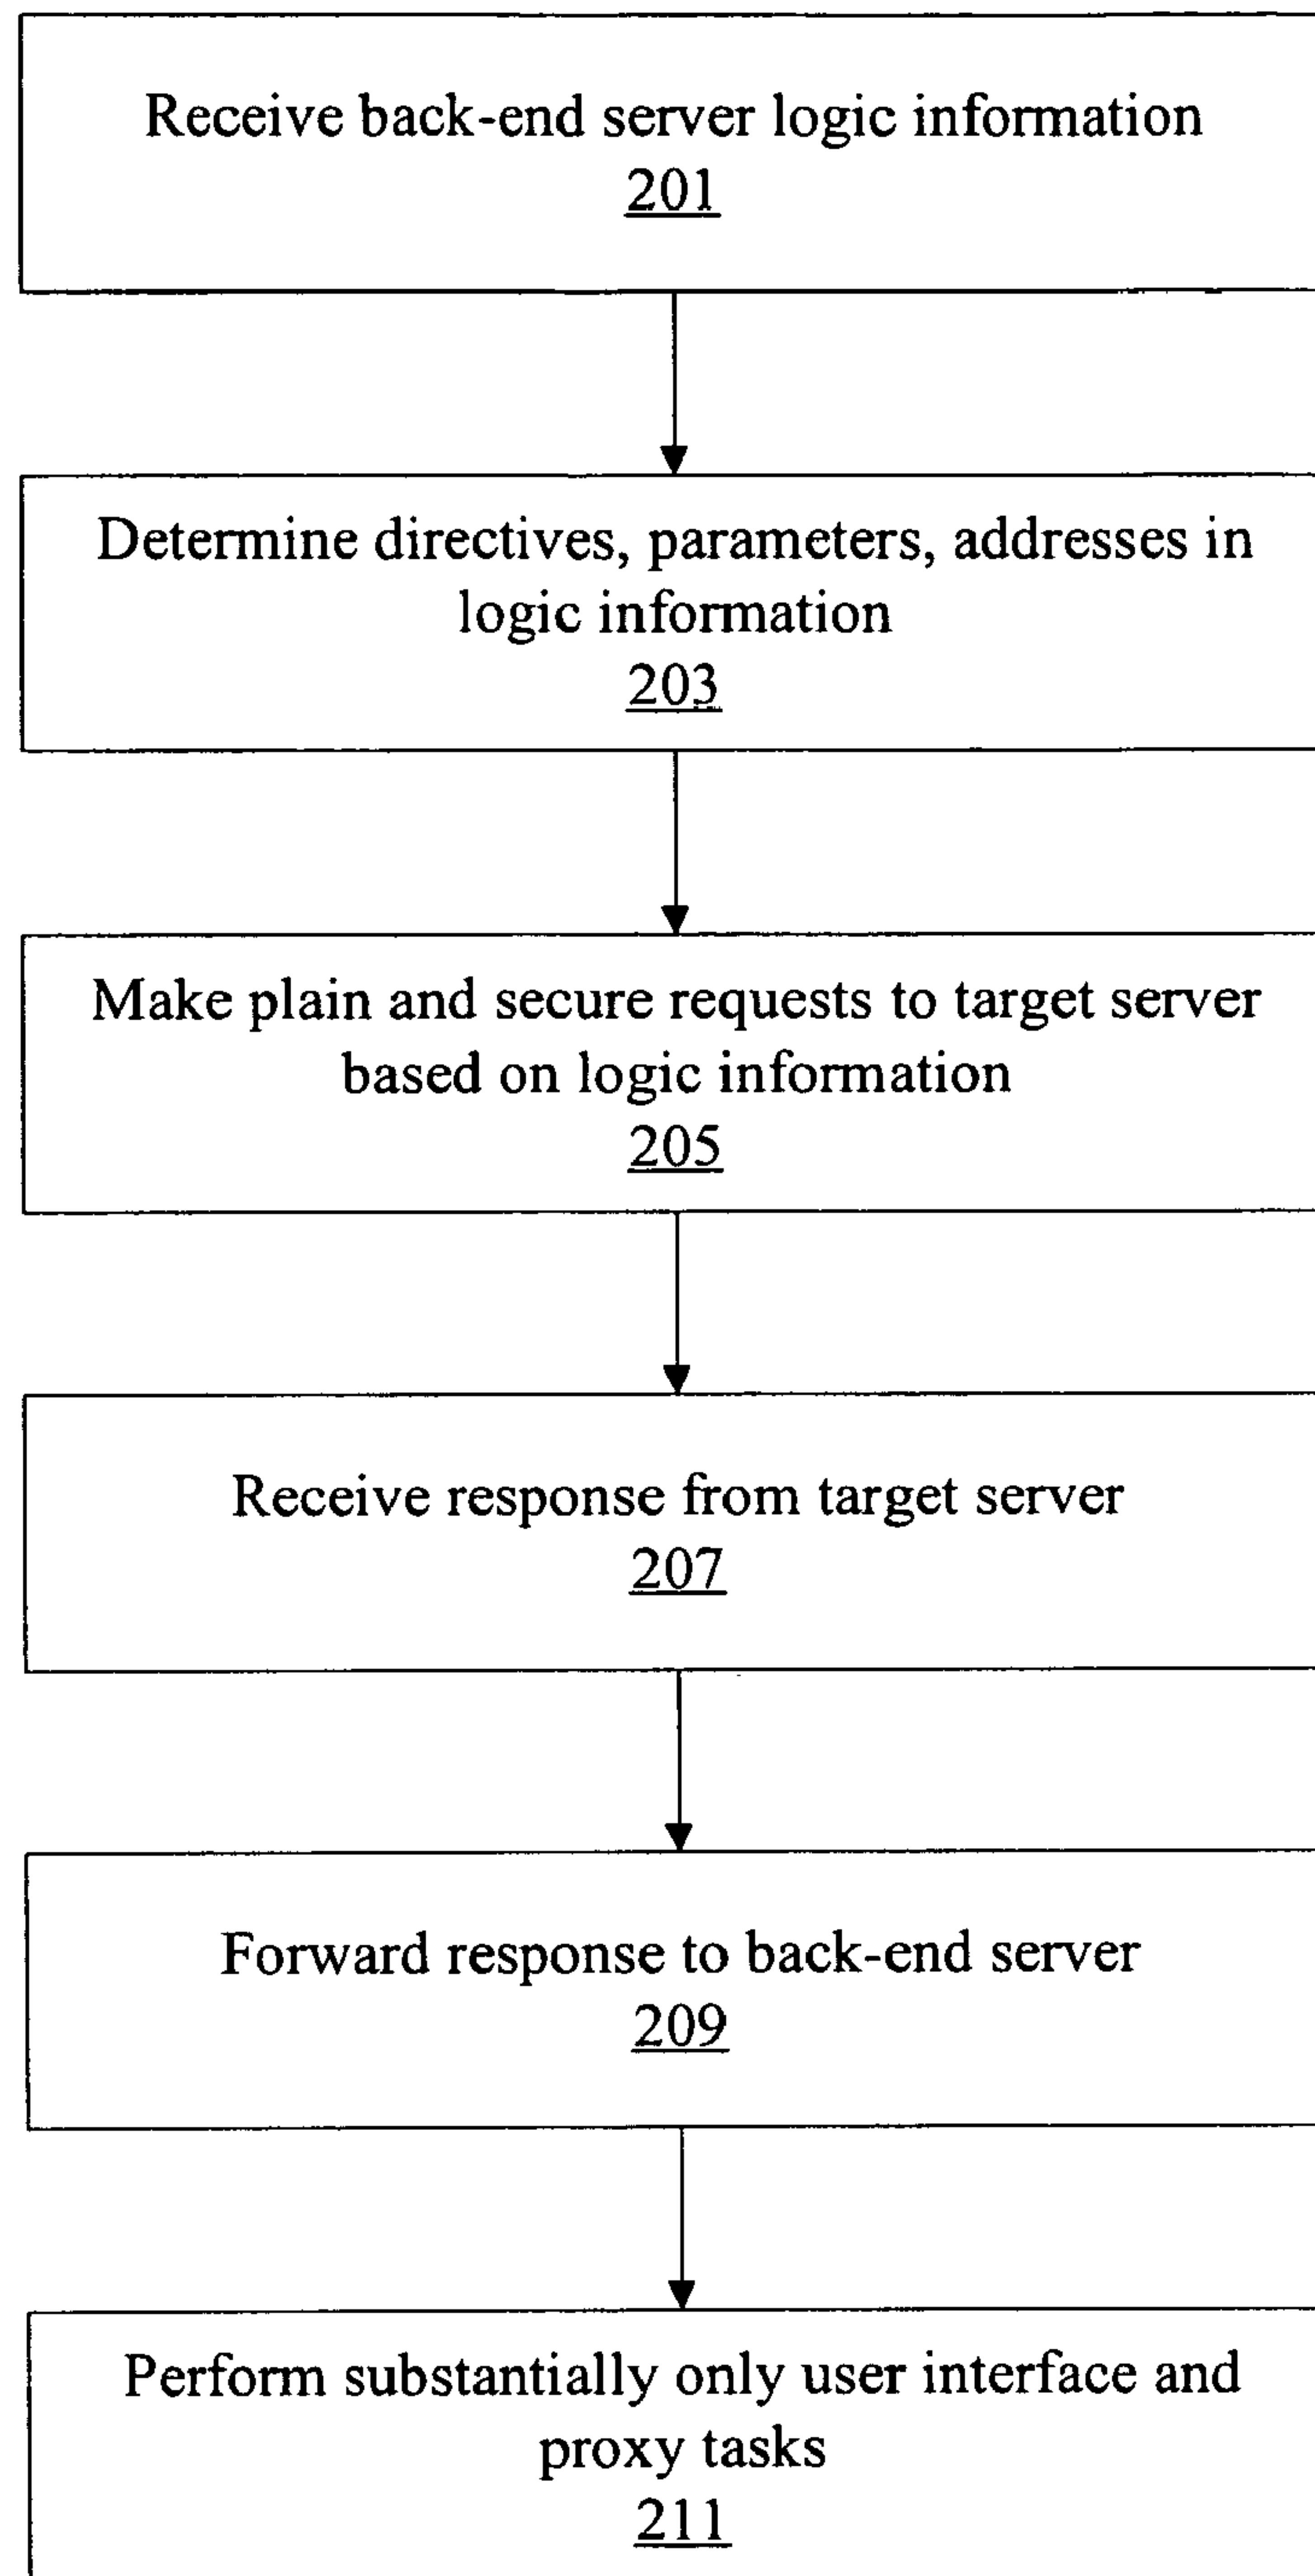 Receive back-end server logic information
201
Determine directives, parameters, addresses in
logic information
203
Make plain and secure requests to target server
based on logic information
205
Receive response from target server
207
Forward response to back-end server
209
Perform substantially only user interface and
proxy tasks
211